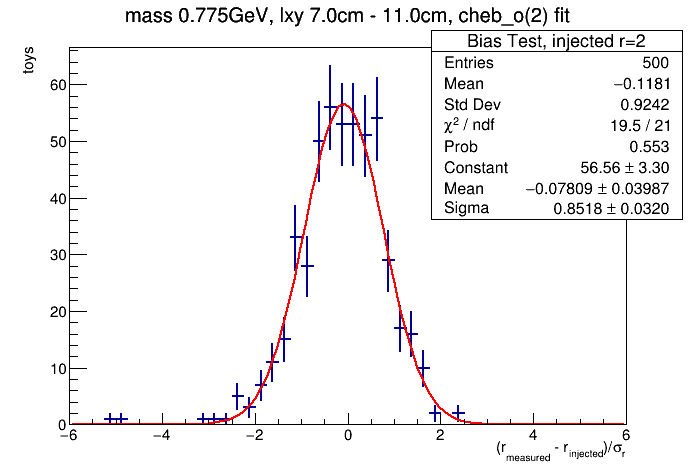 mass 0.775GeV, lxy 7.0cm - 11.0cm, cheb_o(2) fit
toys
Bias Test, injected r=2
Entries 500
Mean −0.1181
Std Dev 0.9242
χ² / ndf 19.5 / 21
Prob 0.553
Constant 56.56 ± 3.30
Mean −0.07809 ± 0.03987
Sigma 0.8518 ± 0.0320
60
50
40
30
20
10
0
−6 −4 −2 0 2 4 6
(r_measured - r_injected)/σ_r